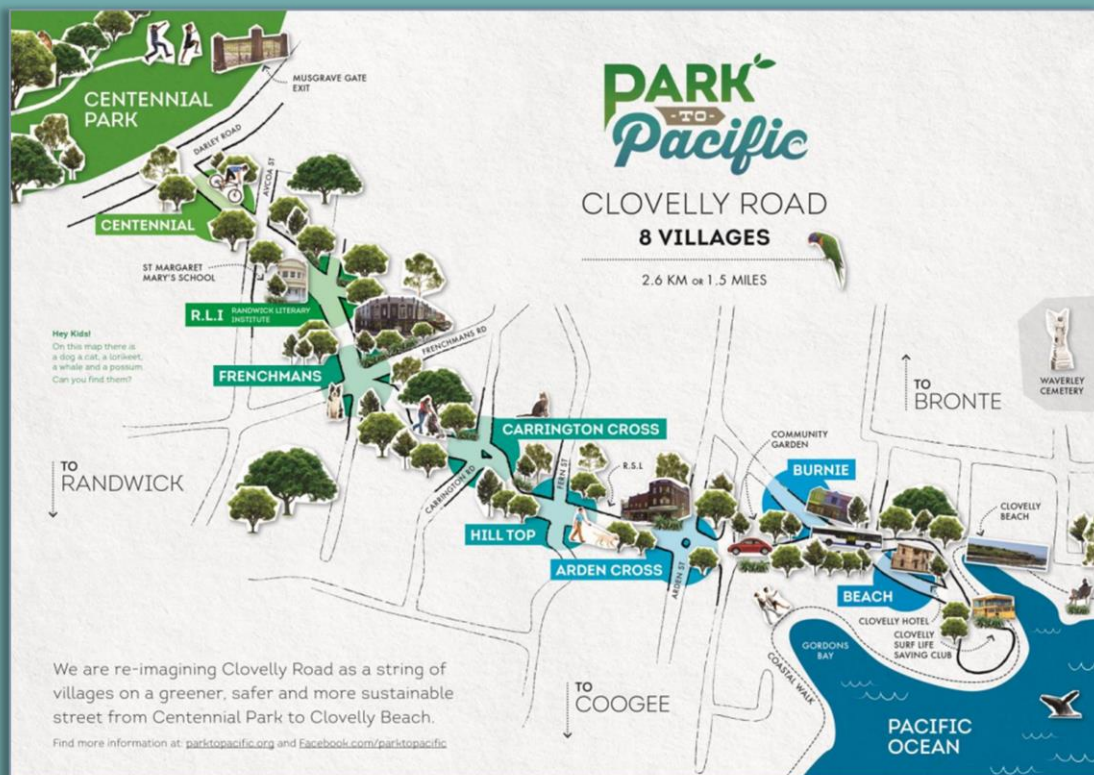 MUSGRAVE GATE
EXIT
CENTENNIAL
PARK
DARLEY ROAD
AVCOA ST
CENTENNIAL
ST MARGARET
MARY'S SCHOOL
R.L.I RANDWICK LITERARY
INSTITUTE
FRENCHMANS RD
FRENCHMANS
Hey Kids!
On this map there is
a dog a cat, a lorikeet,
a whale and a possum.
Can you find them?
PARK
-TO-
Pacific
CLOVELLY ROAD
8 VILLAGES
2.6 KM OR 1.5 MILES
WAVERLEY
CEMETERY
TO
BRONTE
TO
RANDWICK
CARRINGTON CROSS
CARRINGTON RD
FERN ST
R.S.L
COMMUNITY
GARDEN
BURNIE
CLOVELLY
BEACH
HILL TOP
ARDEN CROSS
ARDEN ST
BEACH
CLOVELLY HOTEL
CLOVELLY
SURF LIFE
SAVING CLUB
GORDONS
BAY
COASTAL WALK
PACIFIC
OCEAN
TO
COOGEE
We are re-imagining Clovelly Road as a string of
villages on a greener, safer and more sustainable
street from Centennial Park to Clovelly Beach.
Find more information at: parktopacific.org and Facebook.com/parktopacific